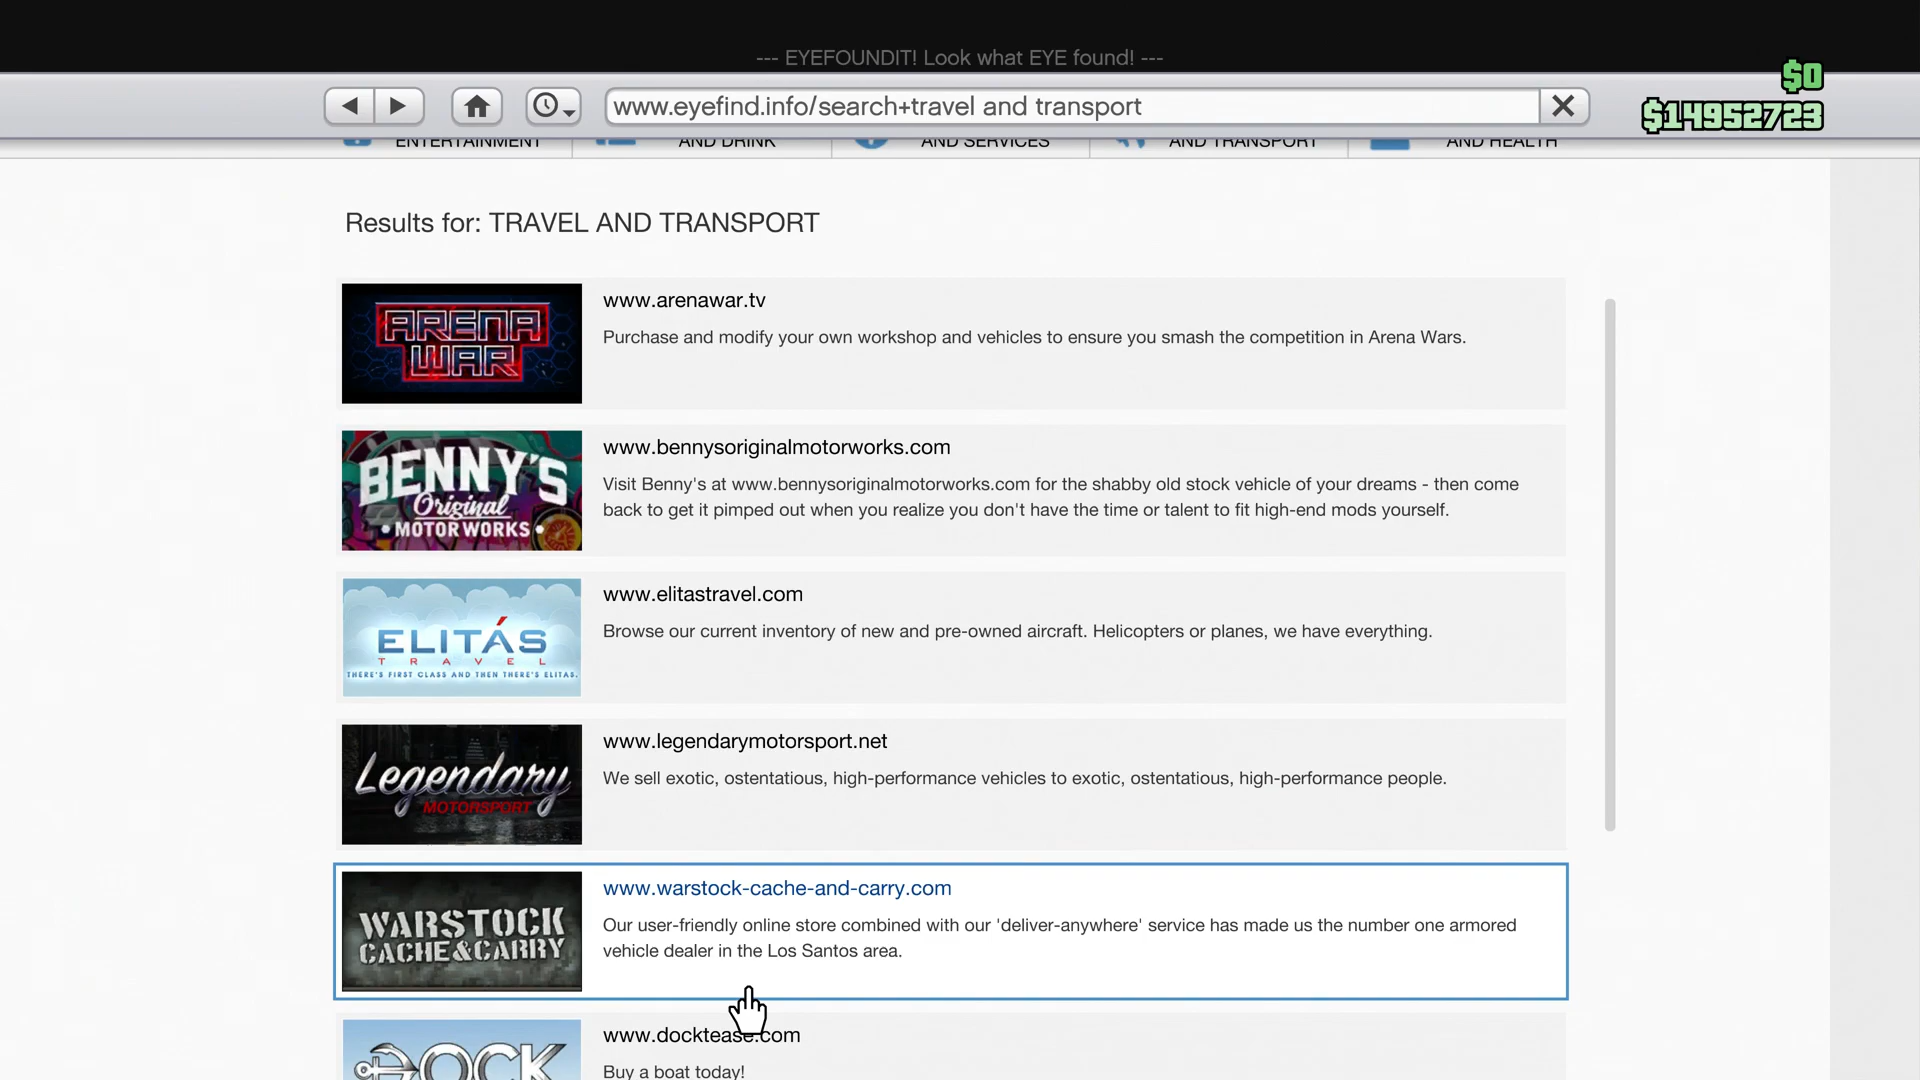 --- EYEFOUNDIT! Look what EYE found! ---
$0
www.eyefind.info/search+travel and transport
$14952723
ENTERTAINMENT
AND DRINK
AND SERVICES
AND TRANSPORT
AND HEALTH
Results for: TRAVEL AND TRANSPORT
ARENA
WAR
www.arenawar.tv
Purchase and modify your own workshop and vehicles to ensure you smash the competition in Arena Wars.
BENNY'S
Original
MOTOR WORKS
www.bennysoriginalmotorworks.com
Visit Benny's at www.bennysoriginalmotorworks.com for the shabby old stock vehicle of your dreams - then come
back to get it pimped out when you realize you don't have the time or talent to fit high-end mods yourself.
ELITÁS
TRAVEL
THERE'S FIRST CLASS AND THEN THERE'S ELITAS.
www.elitastravel.com
Browse our current inventory of new and pre-owned aircraft. Helicopters or planes, we have everything.
Legendary
MOTORSPORT
www.legendarymotorsport.net
We sell exotic, ostentatious, high-performance vehicles to exotic, ostentatious, high-performance people.
WARSTOCK
CACHE&CARRY
www.warstock-cache-and-carry.com
Our user-friendly online store combined with our 'deliver-anywhere' service has made us the number one armored
vehicle dealer in the Los Santos area.
DOCK
www.docktease.com
Buy a boat today!